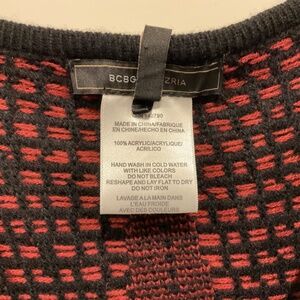 BCBG ZRIA
MADE IN CHINA/FABRIQUE
EN CHINE/HECHO EN CHINA
100% ACRYLIC/ACRYLIQUE/
ACRILICO
HAND WASH IN COLD WATER
WITH LIKE COLORS
DO NOT BLEACH
RESHAPE AND LAY FLAT TO DRY
DO NOT IRON
LAVAGE A LA MAIN DANS
L'EAU FROIDE
AVEC DES COULEURS